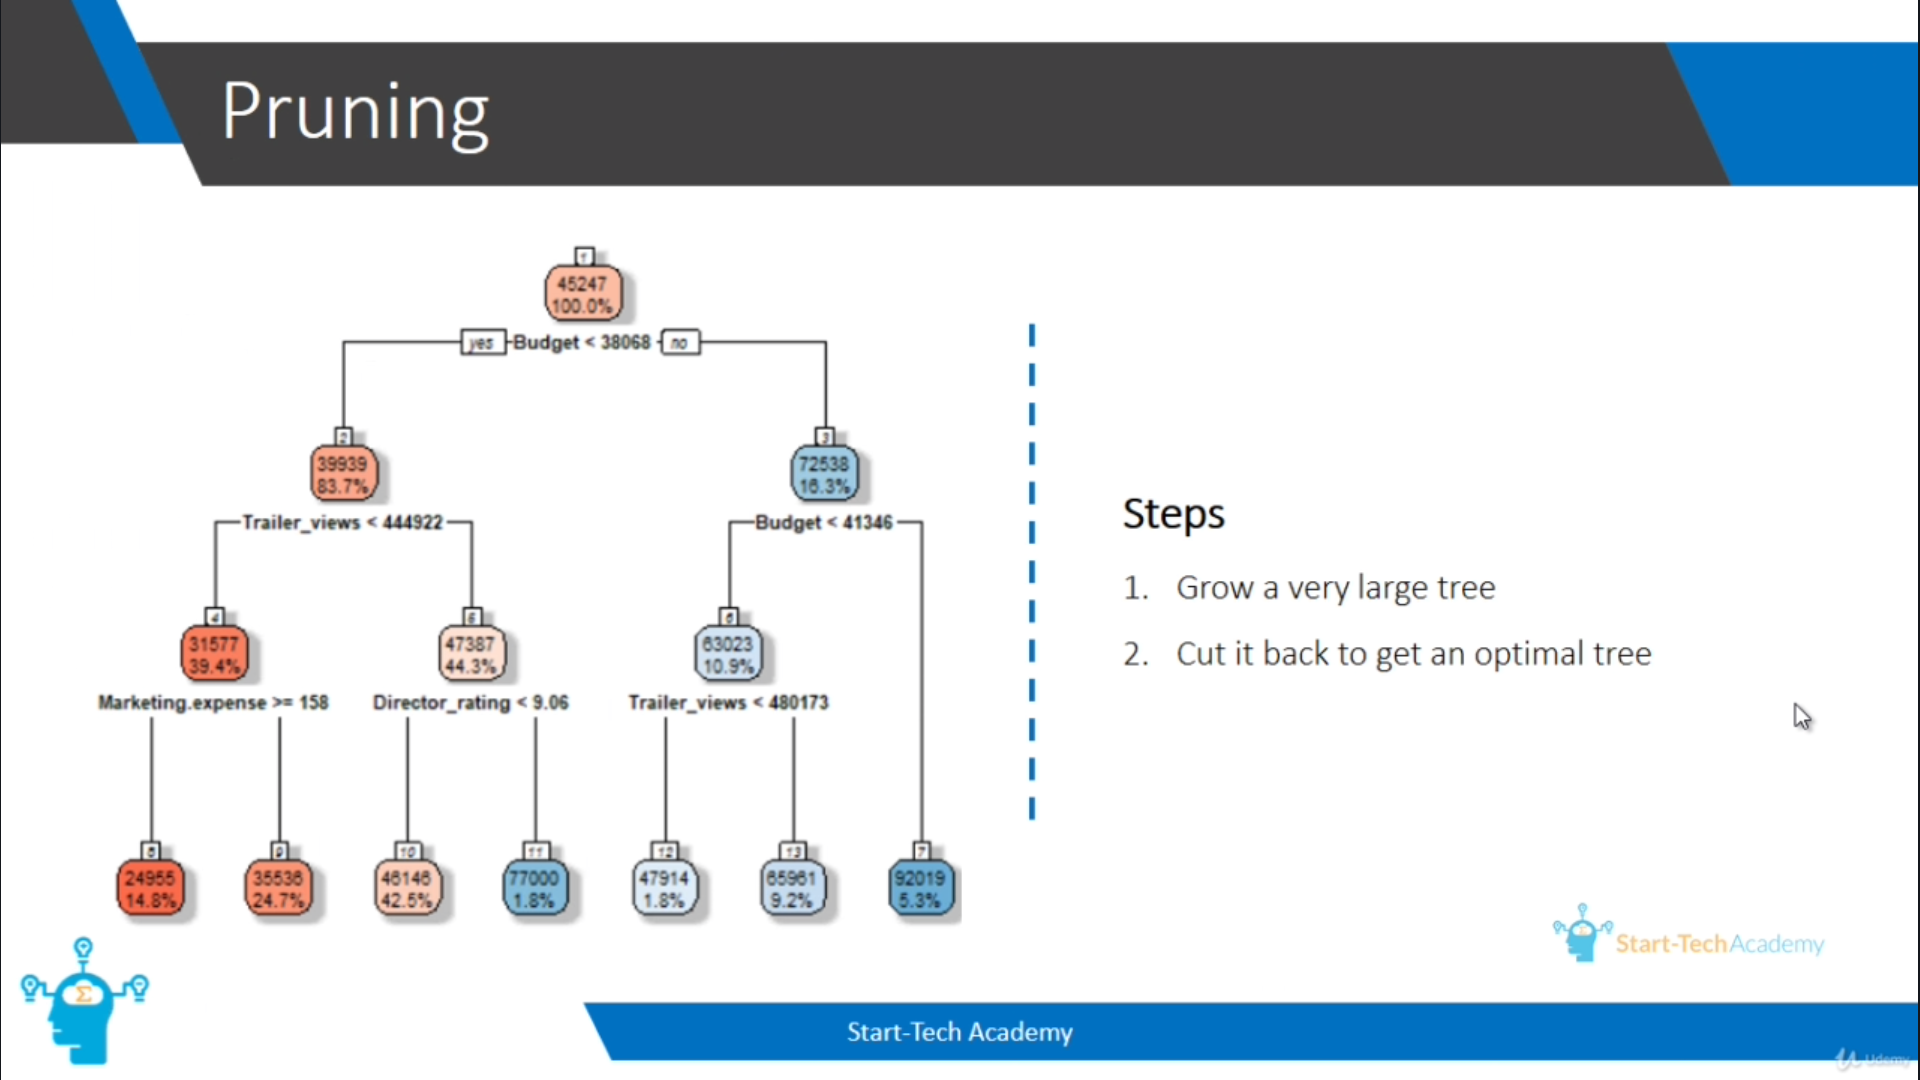 Pruning
1
45247
100.0%
yes Budget < 38068 no
2
39939
83.7%
3
72538
16.3%
Trailer_views < 444922
Budget < 41346
4
31577
39.4%
5
47387
44.3%
6
63023
10.9%
Marketing.expense >= 158
Director_rating < 9.06
Trailer_views < 480173
8
24955
14.8%
9
35536
24.7%
10
46146
42.5%
11
77000
1.8%
12
47914
1.8%
13
65961
9.2%
7
92019
5.3%
Steps
1. Grow a very large tree
2. Cut it back to get an optimal tree
Σ
Start-Tech Academy
Start-Tech Academy
Udemy